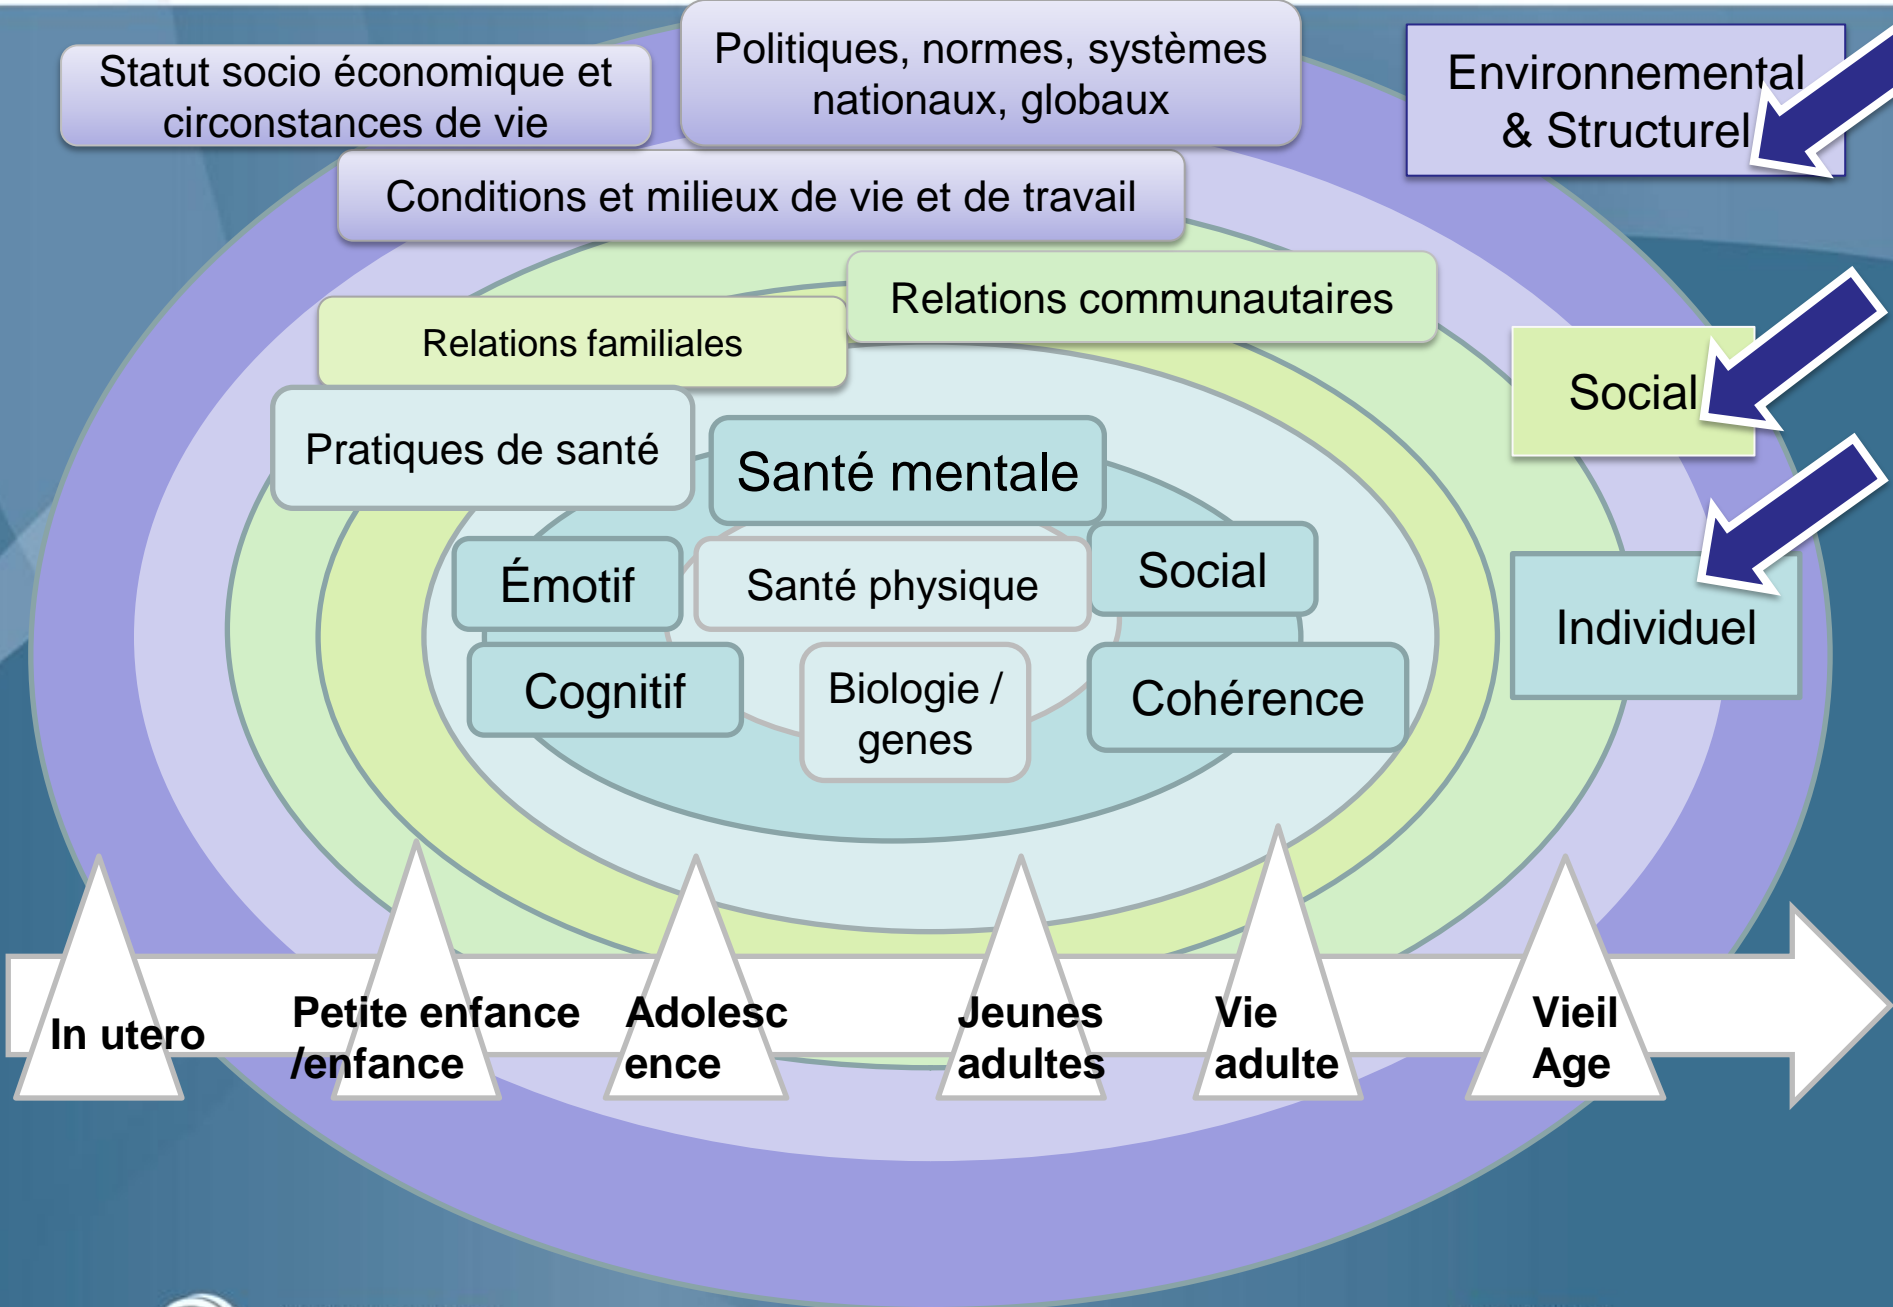 Statut socio économique et
circonstances de vie
Politiques, normes, systèmes
nationaux, globaux
Environnemental
& Structurel
Conditions et milieux de vie et de travail
Relations communautaires
Relations familiales
Social
Pratiques de santé
Santé mentale
Émotif
Santé physique
Social
Individuel
Cognitif
Biologie /
genes
Cohérence
In utero
Petite enfance
/enfance
Adolesc
ence
Jeunes
adultes
Vie
adulte
Vieil
Age